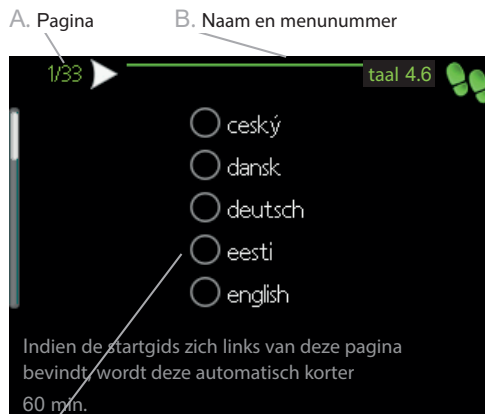 A. Pagina
B. Naam en menunummer
1/33
taal 4.6
ceský
dansk
deutsch
eesti
english
Indien de startgids zich links van deze pagina
bevindt, wordt deze automatisch korter
60 min.